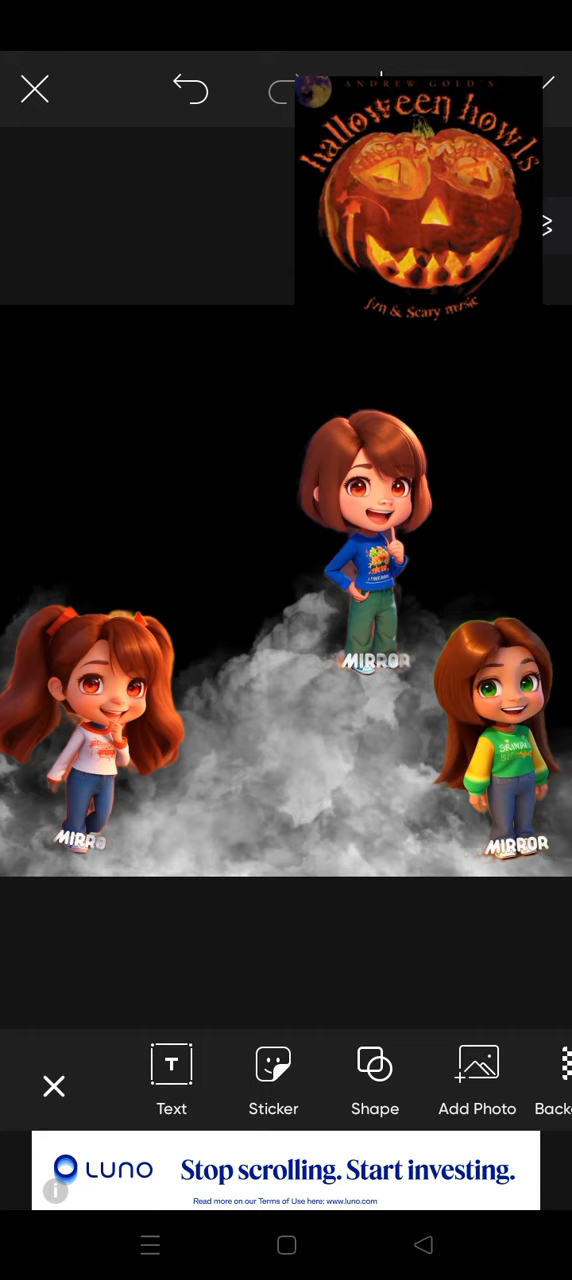 ANDREW GOLD'S
halloween howls
fun & Scary music
MIRROR
MIRRO
MIRROR
Text
Sticker
Shape
Add Photo
Back
LUNO
Stop scrolling. Start investing.
Read more on our Terms of Use here: www.luno.com